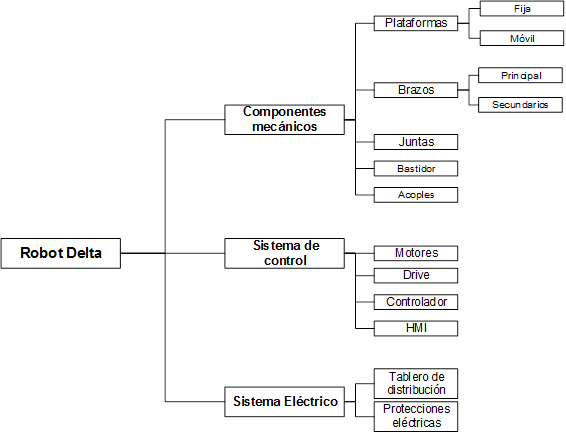 Robot Delta
Componentes
mecánicos
Plataformas
Fija
Móvil
Brazos
Principal
Secundarios
Juntas
Bastidor
Acoples
Sistema de
control
Motores
Drive
Controlador
HMI
Sistema Eléctrico
Tablero de
distribución
Protecciones
eléctricas